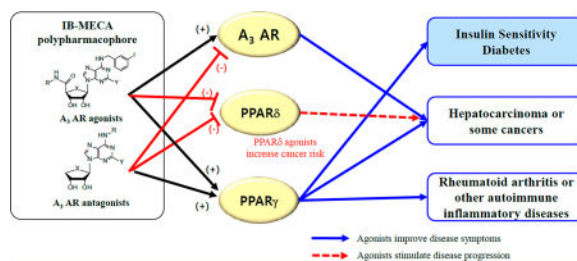 IB-MECA
polypharmacophore
A₃ AR agonists
A₃ AR antagonists
(+)
(-)
(-)
(-)
(+)
(+)
A₃ AR
PPARδ
PPARδ agonists
increase cancer risk
PPARγ
Insulin Sensitivity
Diabetes
Hepatocarcinoma or
some cancers
Rheumatoid arthritis or
other autoimmune
inflammatory diseases
Agonists improve disease symptoms
Agonists stimulate disease progression